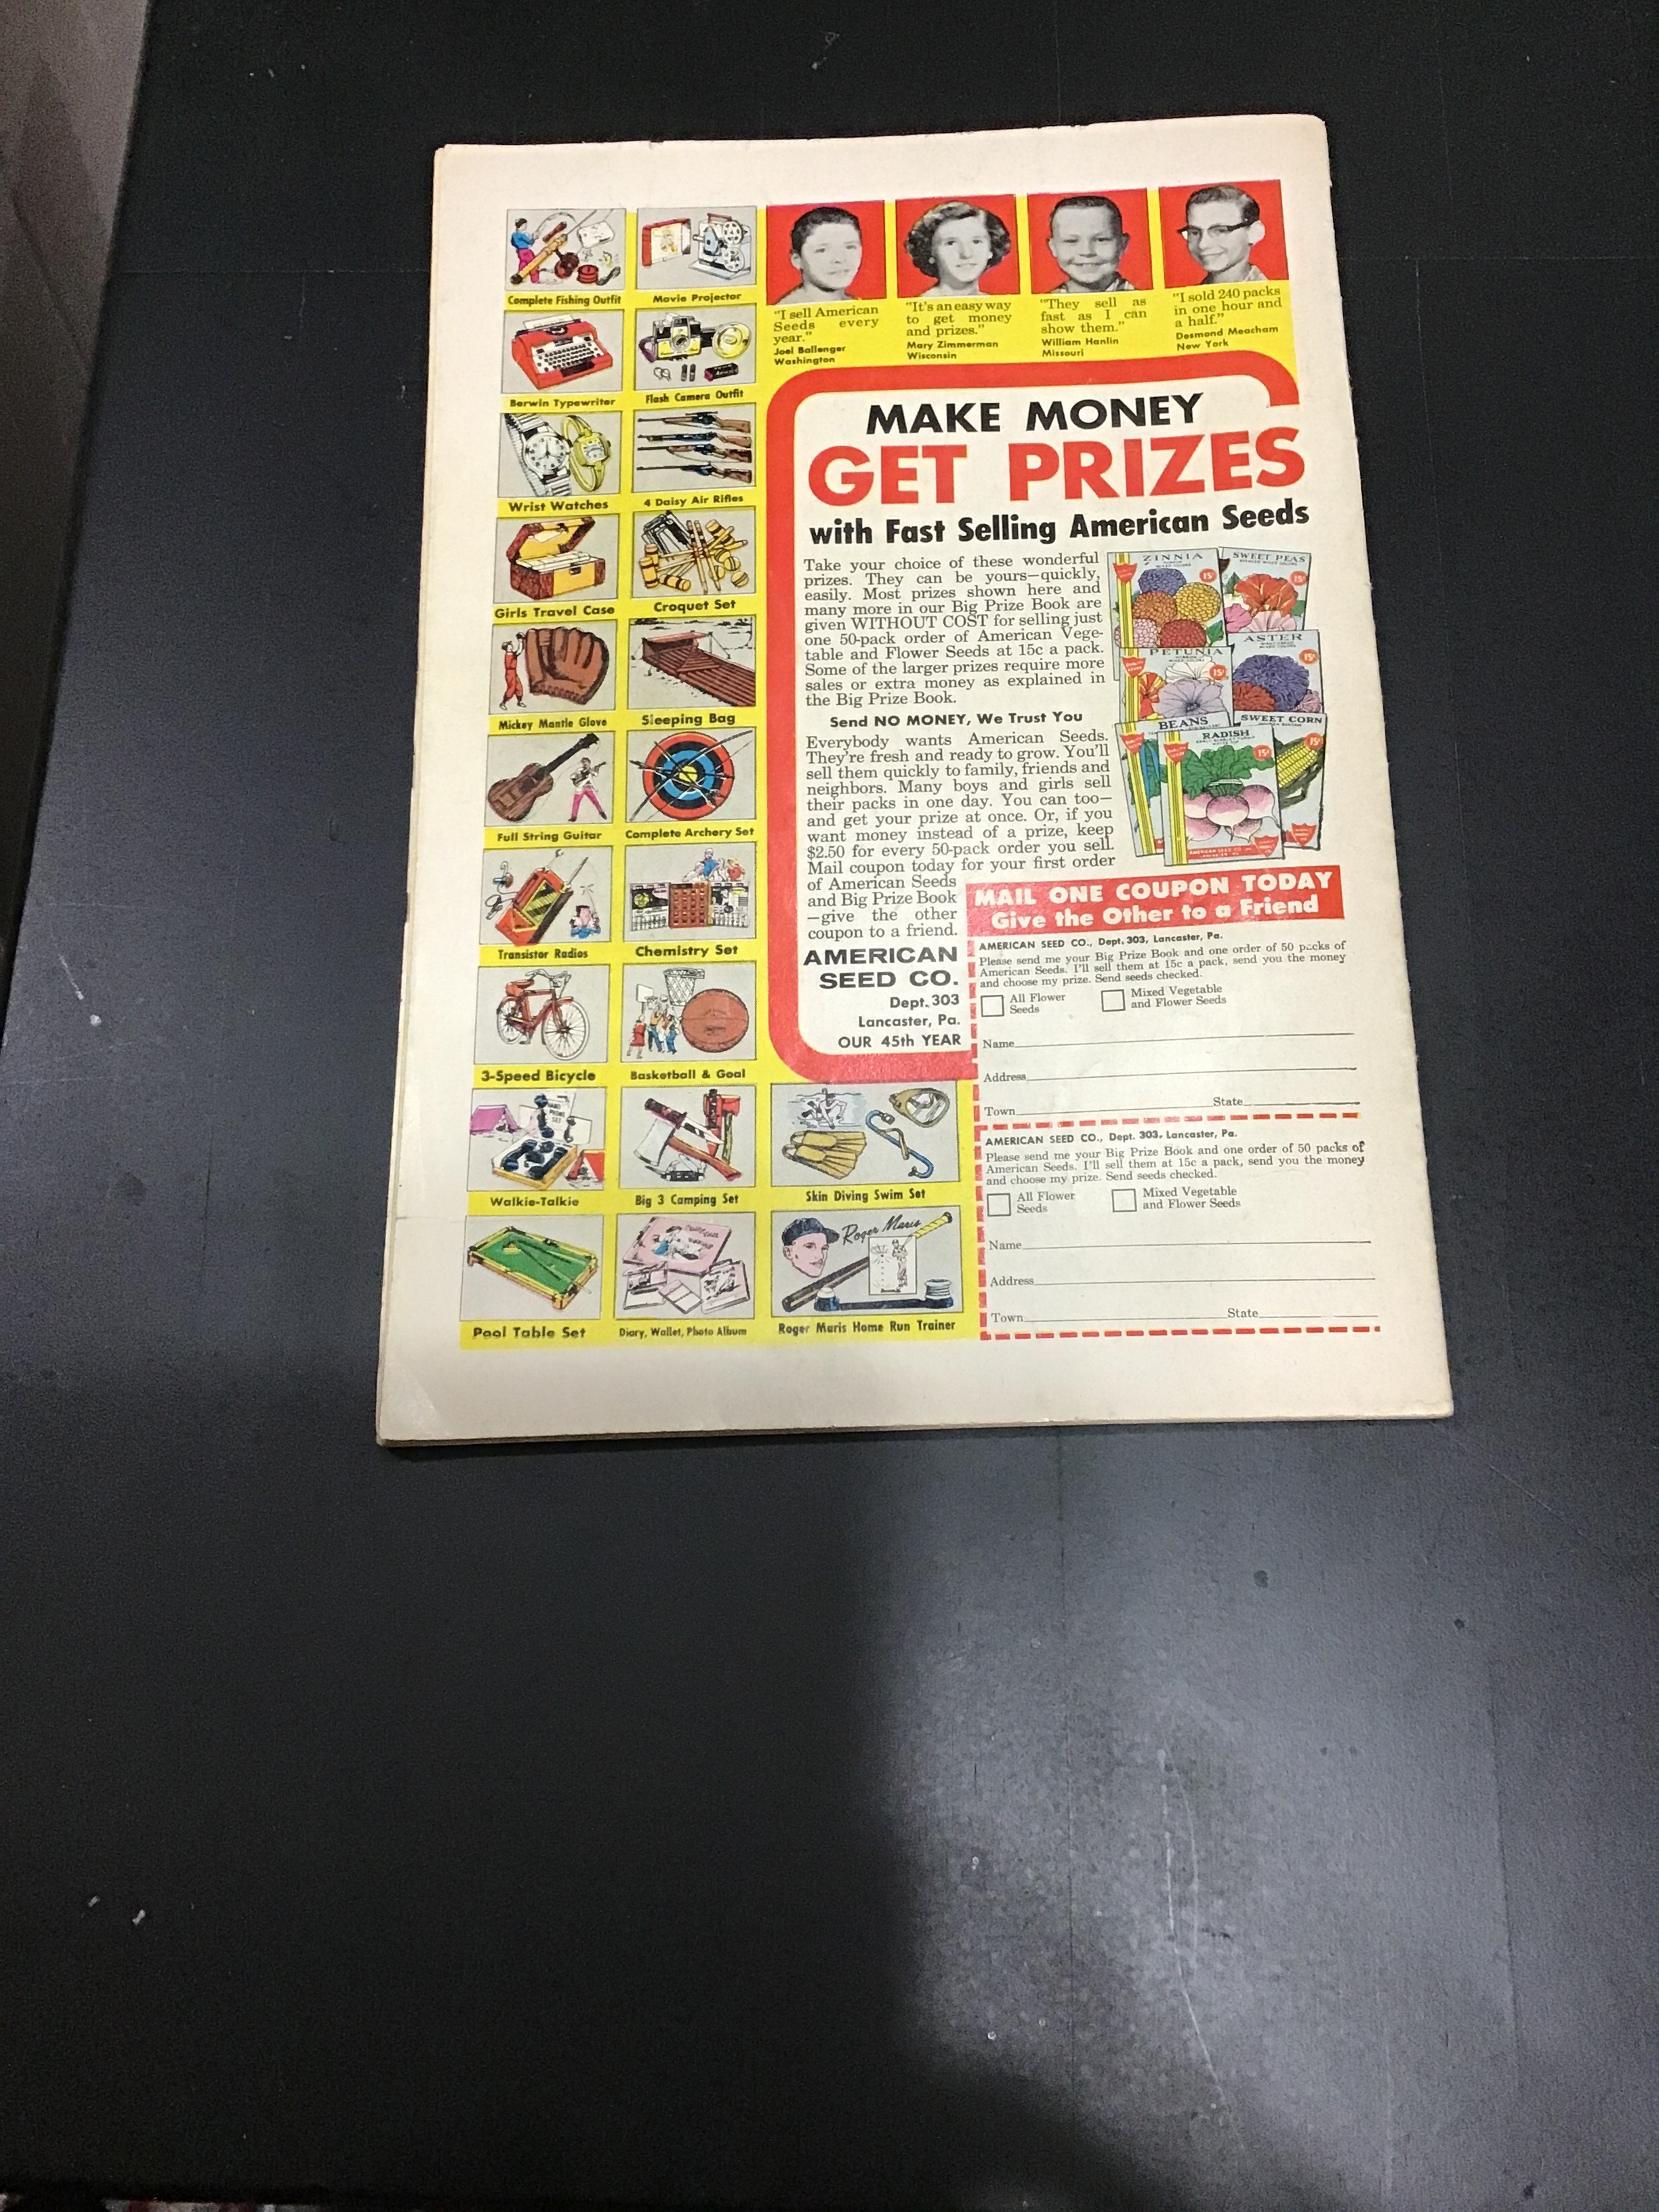 Complete Fishing Outfit
Movie Projector
Berwin Typewriter
Flash Camera Outfit
Wrist Watches
4 Daisy Air Rifles
Girls Travel Case
Croquet Set
Mickey Mantle Glove
Sleeping Bag
Full String Guitar
Complete Archery Set
Transistor Radios
Chemistry Set
3-Speed Bicycle
Basketball & Goal
Walkie-Talkie
Big 3 Camping Set
Skin Diving Swim Set
Pool Table Set
Diary, Wallet, Photo Album
Roger Maris
Roger Maris Home Run Trainer
"I sell American
Seeds every
year."
Joel Ballenger
Washington
"It's an easy way
to get money
and prizes."
Mary Zimmerman
Wisconsin
"They sell as
fast as I can
show them."
William Hanlin
Missouri
"I sold 240 packs
in one hour and
a half."
Desmond Meacham
New York
MAKE MONEY
GET PRIZES
with Fast Selling American Seeds
Take your choice of these wonderful
prizes. They can be yours—quickly,
easily. Most prizes shown here and
many more in our Big Prize Book are
given WITHOUT COST for selling just
one 50-pack order of American Vege-
table and Flower Seeds at 15c a pack.
Some of the larger prizes require more
sales or extra money as explained in
the Big Prize Book.
Send NO MONEY, We Trust You
Everybody wants American Seeds.
They're fresh and ready to grow. You'll
sell them quickly to family, friends and
neighbors. Many boys and girls sell
their packs in one day. You can too—
and get your prize at once. Or, if you
want money instead of a prize, keep
$2.50 for every 50-pack order you sell.
Mail coupon today for your first order
of American Seeds
and Big Prize Book
—give the other
coupon to a friend.
AMERICAN
SEED CO.
Dept. 303
Lancaster, Pa.
OUR 45th YEAR
ZINNIA
15¢
SWEET PEAS
15¢
PETUNIA
15¢
ASTER
15¢
BEANS
RADISH
15¢
SWEET CORN
15¢
MAIL ONE COUPON TODAY
Give the Other to a Friend
AMERICAN SEED CO., Dept. 303, Lancaster, Pa.
Please send me your Big Prize Book and one order of 50 packs of
American Seeds. I'll sell them at 15c a pack, send you the money
and choose my prize. Send seeds checked.
All Flower
Seeds
Mixed Vegetable
and Flower Seeds
Name
Address
Town State
AMERICAN SEED CO., Dept. 303, Lancaster, Pa.
Please send me your Big Prize Book and one order of 50 packs of
American Seeds. I'll sell them at 15c a pack, send you the money
and choose my prize. Send seeds checked.
All Flower
Seeds
Mixed Vegetable
and Flower Seeds
Name
Address
Town State